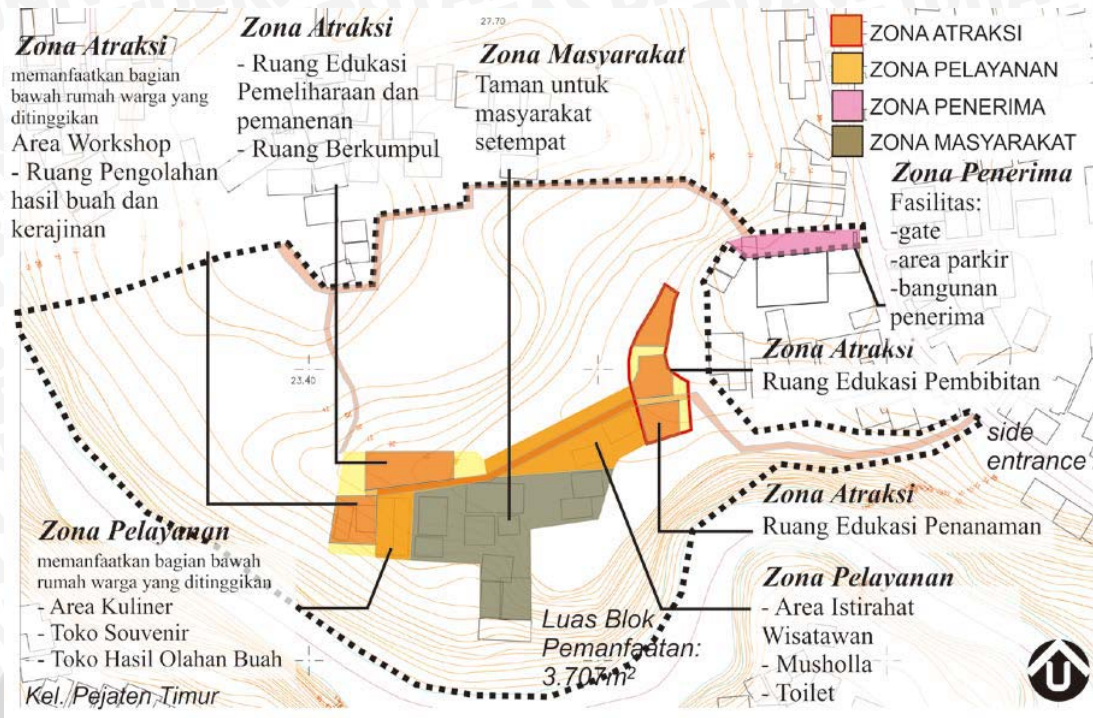 Zona Atraksi
memanfaatkan bagian
bawah rumah warga yang
ditinggikan
Area Workshop
- Ruang Pengolahan
hasil buah dan
kerajinan
Zona Atraksi
- Ruang Edukasi
Pemeliharaan dan
pemanenan
- Ruang Berkumpul
27.70
Zona Masyarakat
Taman untuk
masyarakat
setempat
ZONA ATRAKSI
ZONA PELAYANAN
ZONA PENERIMA
ZONA MASYARAKAT
Zona Penerima
Fasilitas:
-gate
-area parkir
-bangunan
penerima
23.40
Zona Atraksi
Ruang Edukasi Pembibitan
side
entrance
Zona Atraksi
Ruang Edukasi Penanaman
Zona Pelayanan
memanfaatkan bagian bawah
rumah warga yang ditinggikan
- Area Kuliner
- Toko Souvenir
- Toko Hasil Olahan Buah
Kel. Pejaten Timur
Luas Blok
Pemanfaatan:
3.707m²
Zona Pelayanan
- Area Istirahat
Wisatawan
- Musholla
- Toilet
U